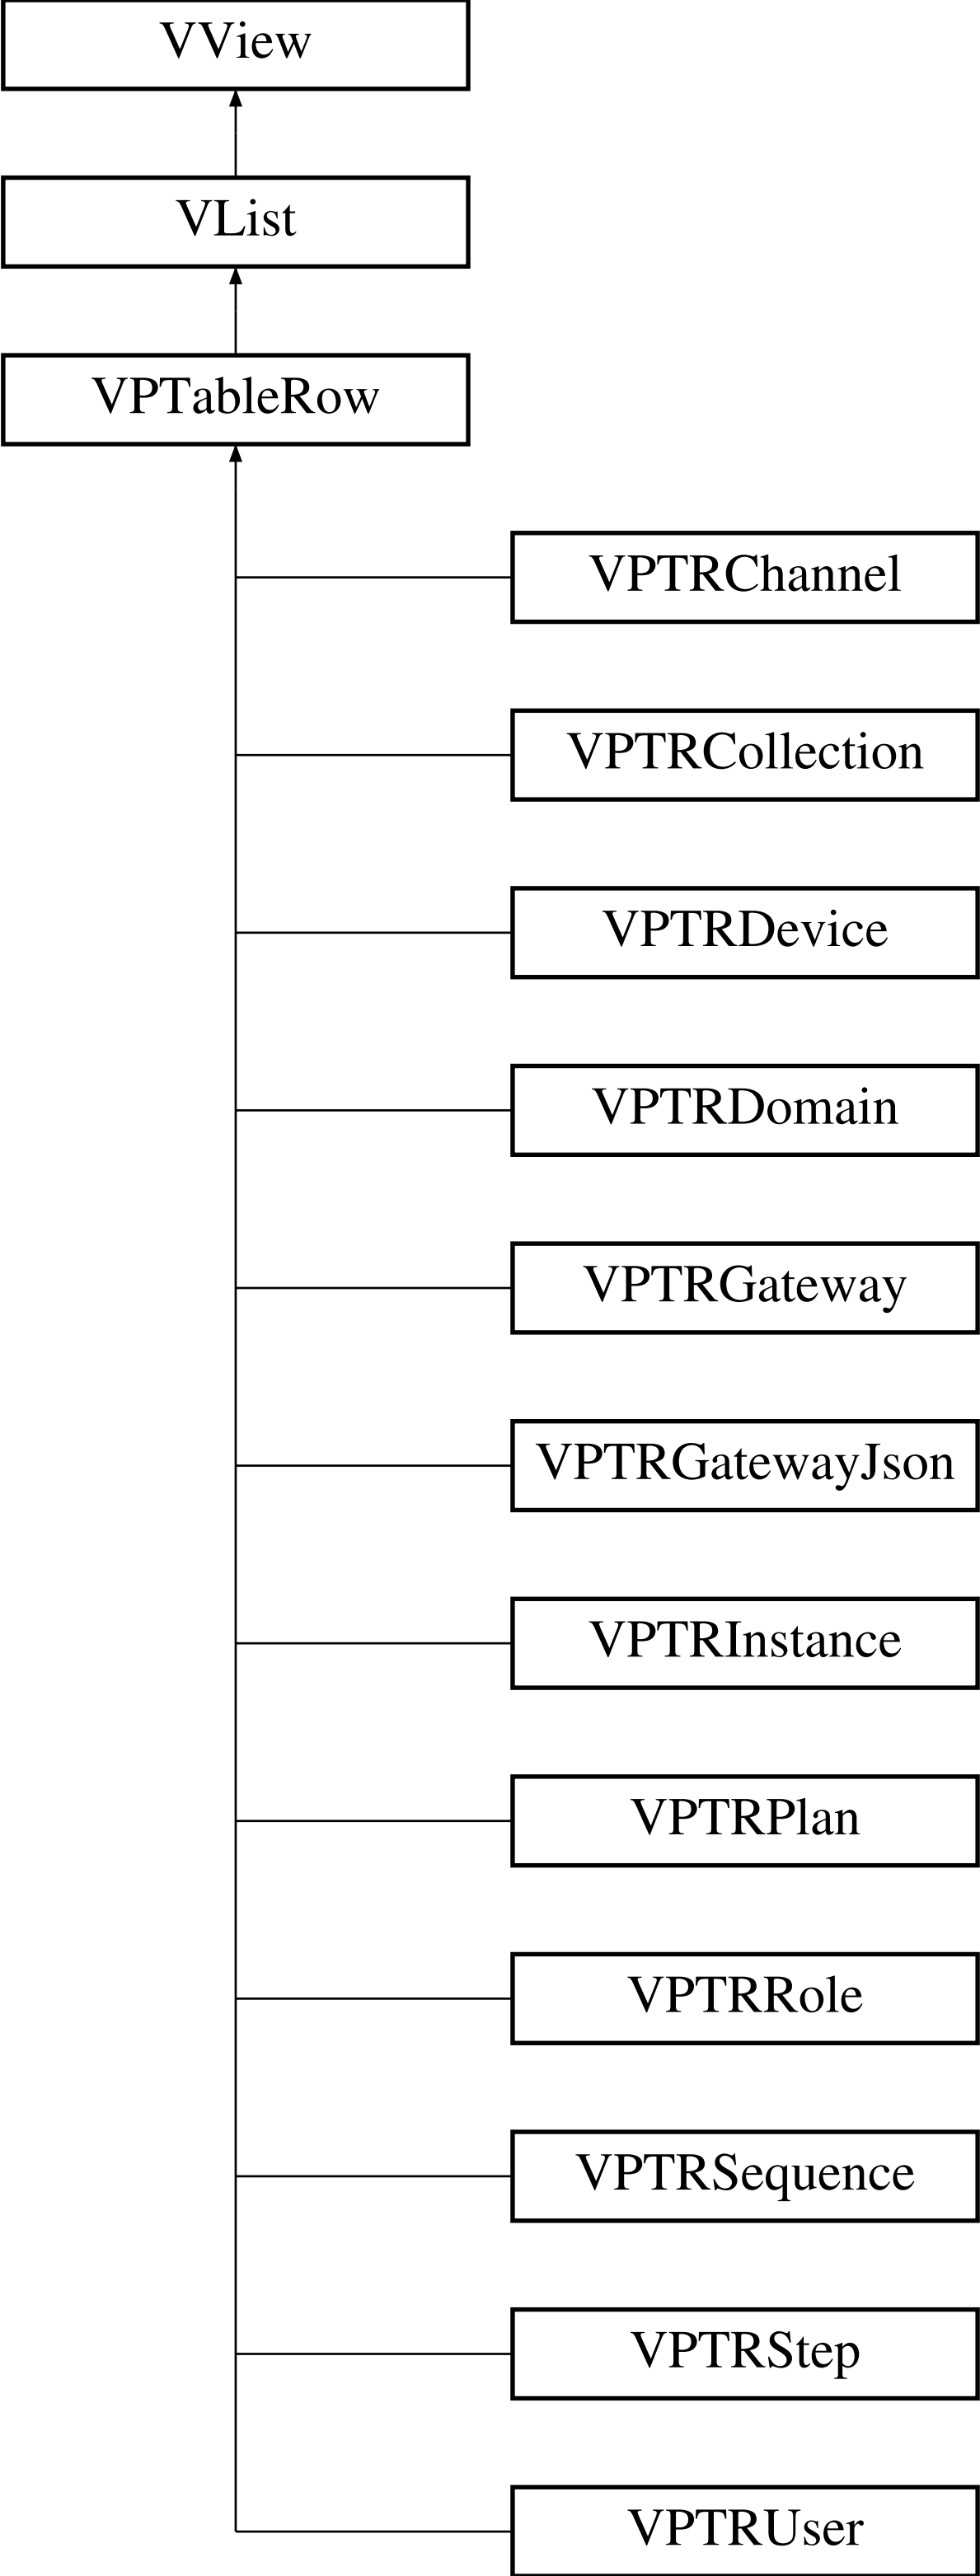 VView
VList
VPTableRow
VPTRChannel
VPTRCollection
VPTRDevice
VPTRDomain
VPTRGateway
VPTRGatewayJson
VPTRInstance
VPTRPlan
VPTRRole
VPTRSequence
VPTRStep
VPTRUser